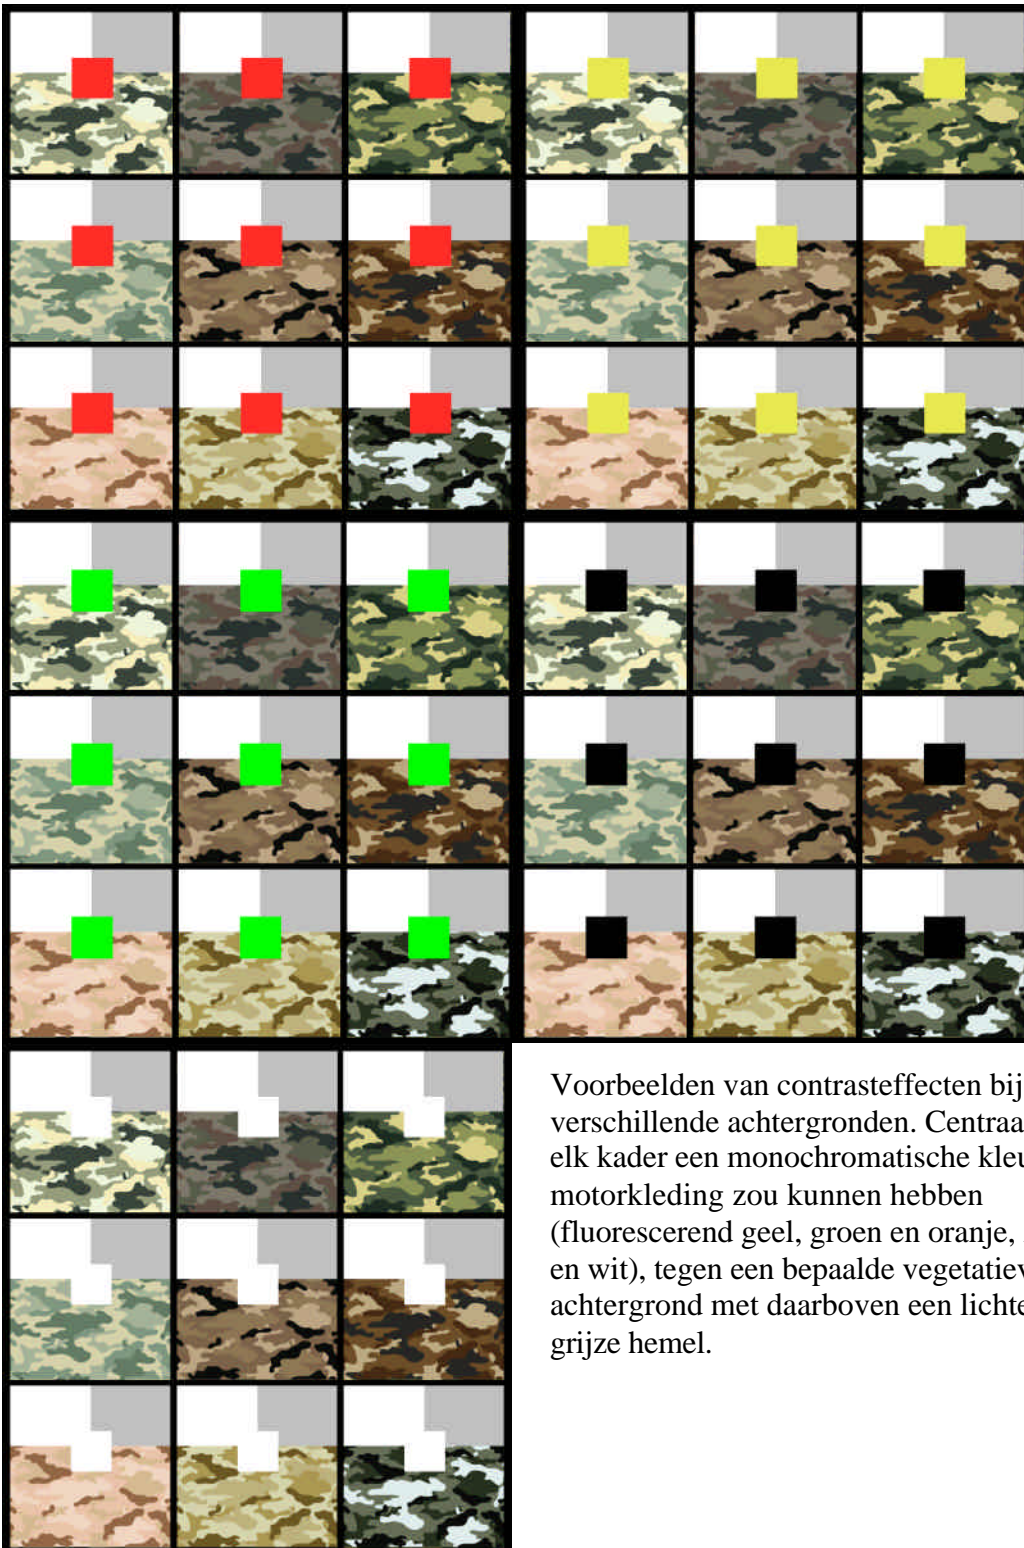 Voorbeelden van contrasteffecten bij
verschillende achtergronden. Centraa
elk kader een monochromatische kleu
motorkleding zou kunnen hebben
(fluorescerend geel, groen en oranje,
en wit), tegen een bepaalde vegetatiev
achtergrond met daarboven een lichte
grijze hemel.